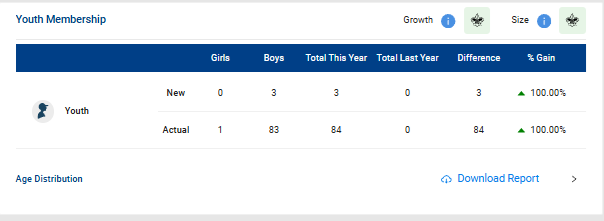 Youth Membership Growth i Size i
Girls Boys Total This Year Total Last Year Difference % Gain
New 0 3 3 0 3 100.00%
Youth
Actual 1 83 84 0 84 100.00%
Age Distribution Download Report